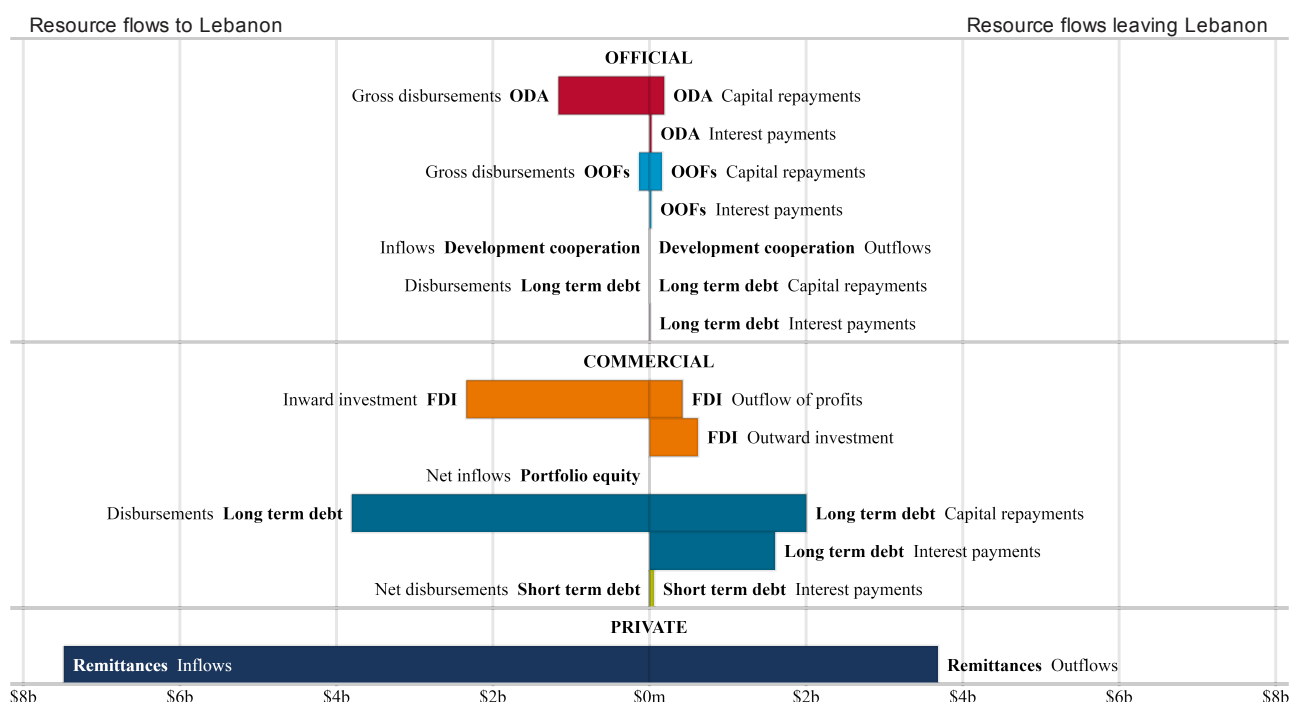 Resource flows to Lebanon Resource flows leaving Lebanon
OFFICIAL
Gross disbursements ODA ODA Capital repayments
ODA Interest payments
Gross disbursements OOFs OOFs Capital repayments
OOFs Interest payments
Inflows Development cooperation Development cooperation Outflows
Disbursements Long term debt Long term debt Capital repayments
Long term debt Interest payments
COMMERCIAL
Inward investment FDI FDI Outflow of profits
FDI Outward investment
Net inflows Portfolio equity
Disbursements Long term debt Long term debt Capital repayments
Long term debt Interest payments
Net disbursements Short term debt Short term debt Interest payments
PRIVATE
Remittances Inflows Remittances Outflows
$8b $6b $4b $2b $0m $2b $4b $6b $8b